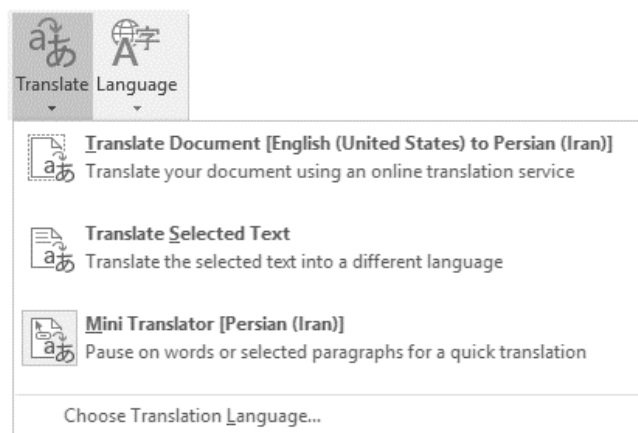 Translate Language
Translate Document [English (United States) to Persian (Iran)]
Translate your document using an online translation service
Translate Selected Text
Translate the selected text into a different language
Mini Translator [Persian (Iran)]
Pause on words or selected paragraphs for a quick translation
Choose Translation Language...